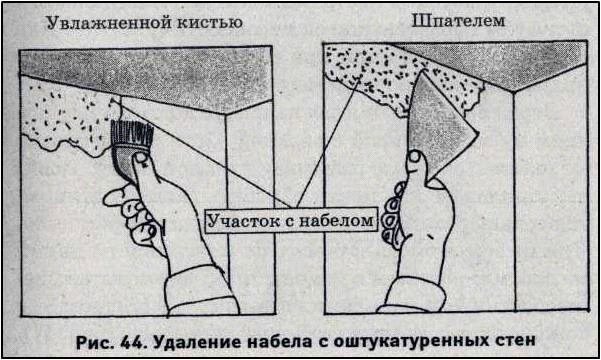 Увлажненной кистью
Шпателем
Участок с набелом
Рис. 44. Удаление набела с оштукатуренных стен